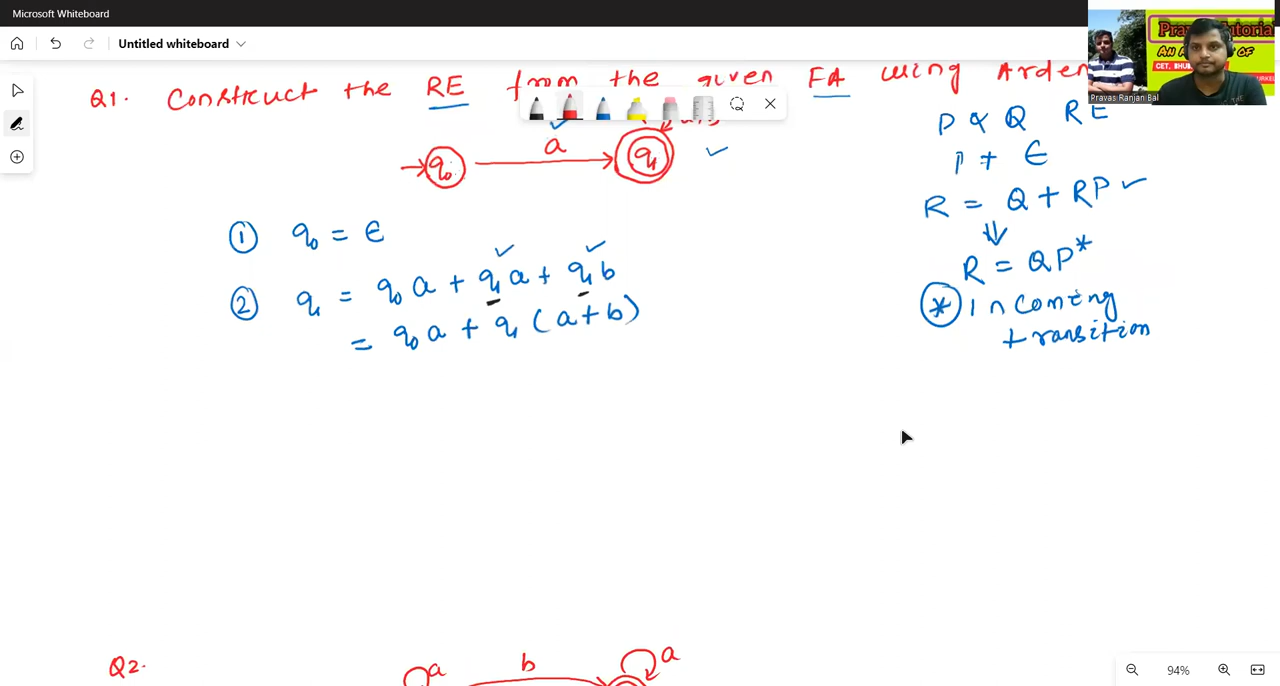 Microsoft Whiteboard
Untitled whiteboard
Pravas Ranjan Bal
Q1. Construct the RE from the given FA using Arden
P & Q RE
P ≠ ϵ
R = Q + RP ✓
⇓
R = QP*
* Incoming
transition
→ q₀ a q₁ ✓
① q₀ = ϵ
② q₁ = q₀ a + q₁ a + q₁ b
= q₀ a + q₁ (a + b)
Q2.
a b a
94%